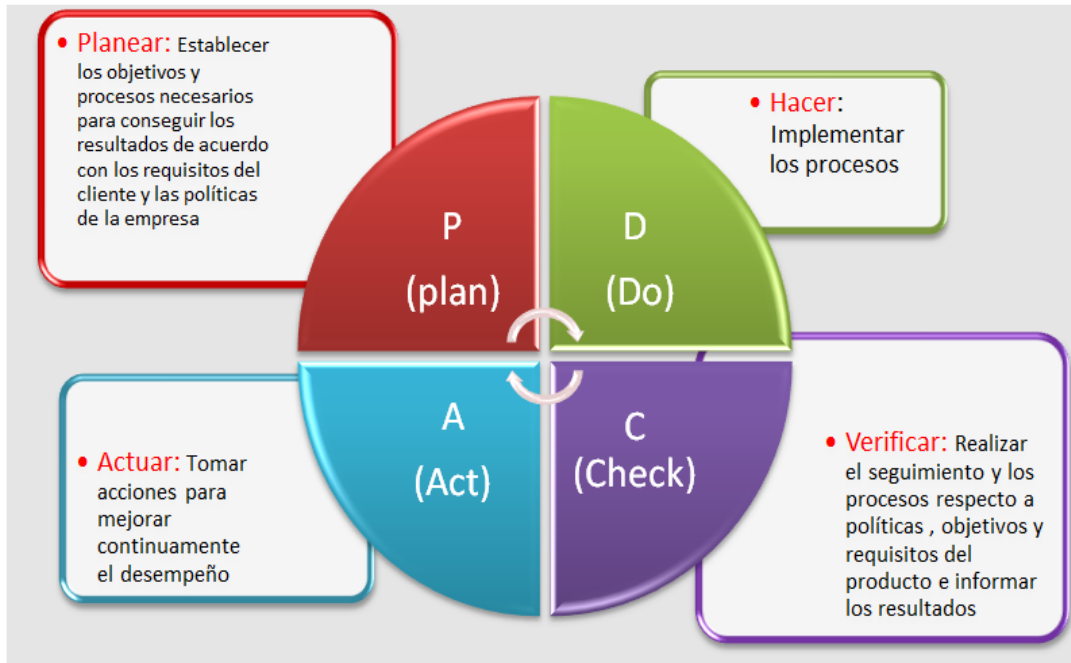 • Planear: Establecer
los objetivos y
procesos necesarios
para conseguir los
resultados de acuerdo
con los requisitos del
cliente y las políticas
de la empresa
• Hacer:
Implementar
los procesos
P
(plan)
D
(Do)
A
(Act)
C
(Check)
• Actuar: Tomar
acciones para
mejorar
continuamente
el desempeño
• Verificar: Realizar
el seguimiento y los
procesos respecto a
políticas , objetivos y
requisitos del
producto e informar
los resultados